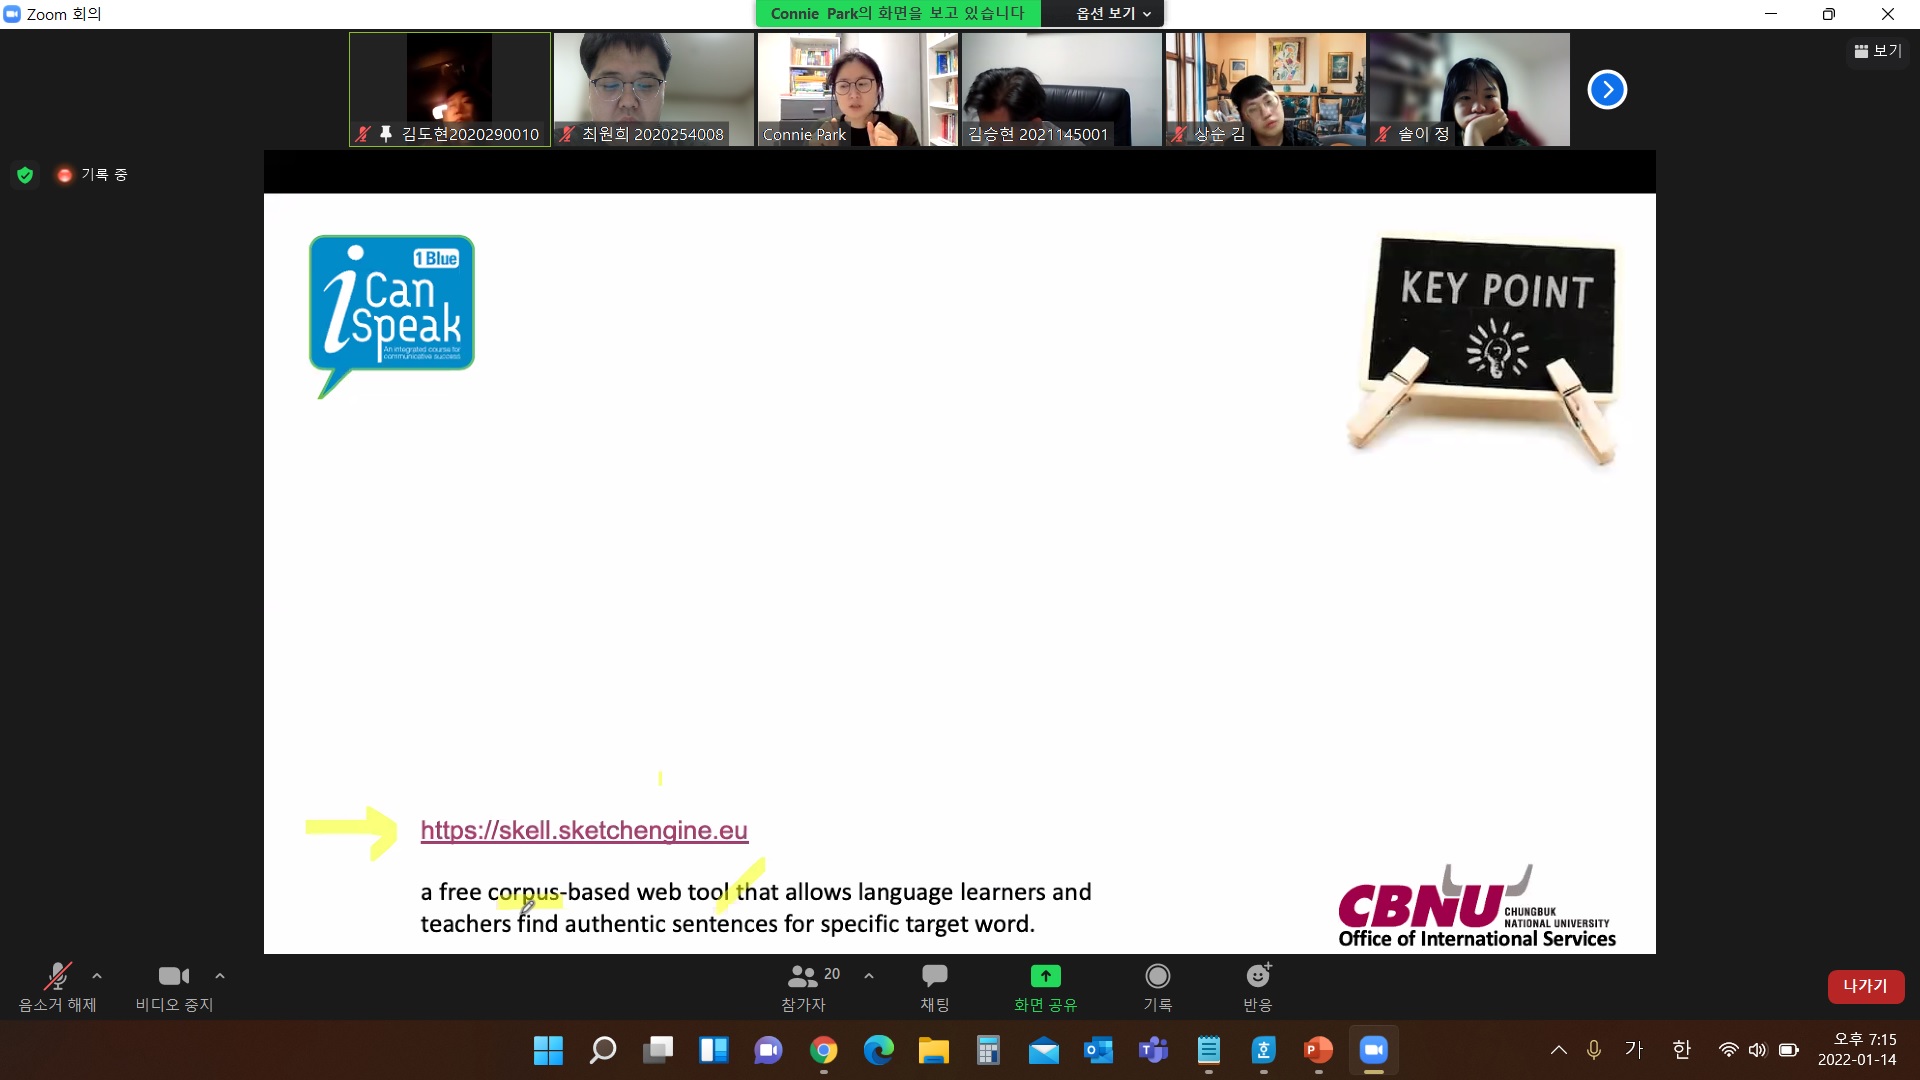 Zoom 회의
Connie Park의 화면을 보고 있습니다
옵션 보기
보기
김도현2020290010
최원희 2020254008
Connie Park
김승현 2021145001
상순 김
솔이 정
기록 중
1 Blue
i Can Speak
An integrated course for
communicative success
KEY POINT
https://skell.sketchengine.eu
a free corpus-based web tool that allows language learners and
teachers find authentic sentences for specific target word.
CBNU
CHUNGBUK
NATIONAL UNIVERSITY
Office of International Services
음소거 해제
비디오 중지
20
참가자
채팅
화면 공유
기록
반응
나가기
가
한
오후 7:15
2022-01-14